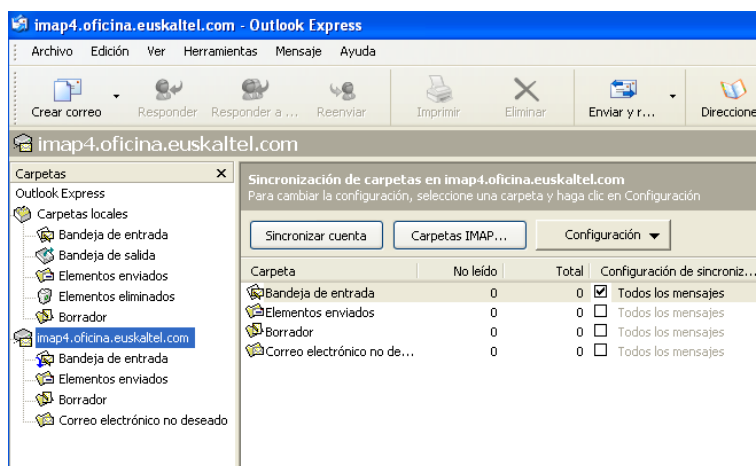 imap4.oficina.euskaltel.com - Outlook Express
Archivo Edición Ver Herramientas Mensaje Ayuda
Crear correo Responder Responder a ... Reenviar Imprimir Eliminar Enviar y r... Direccione
imap4.oficina.euskaltel.com
Carpetas
Outlook Express
Carpetas locales
Bandeja de entrada
Bandeja de salida
Elementos enviados
Elementos eliminados
Borrador
imap4.oficina.euskaltel.com
Bandeja de entrada
Elementos enviados
Borrador
Correo electrónico no deseado
Sincronización de carpetas en imap4.oficina.euskaltel.com
Para cambiar la configuración, seleccione una carpeta y haga clic en Configuración
Sincronizar cuenta Carpetas IMAP... Configuración
Carpeta No leído Total Configuración de sincroniz...
Bandeja de entrada 0 0 Todos los mensajes
Elementos enviados 0 0 Todos los mensajes
Borrador 0 0 Todos los mensajes
Correo electrónico no de... 0 0 Todos los mensajes